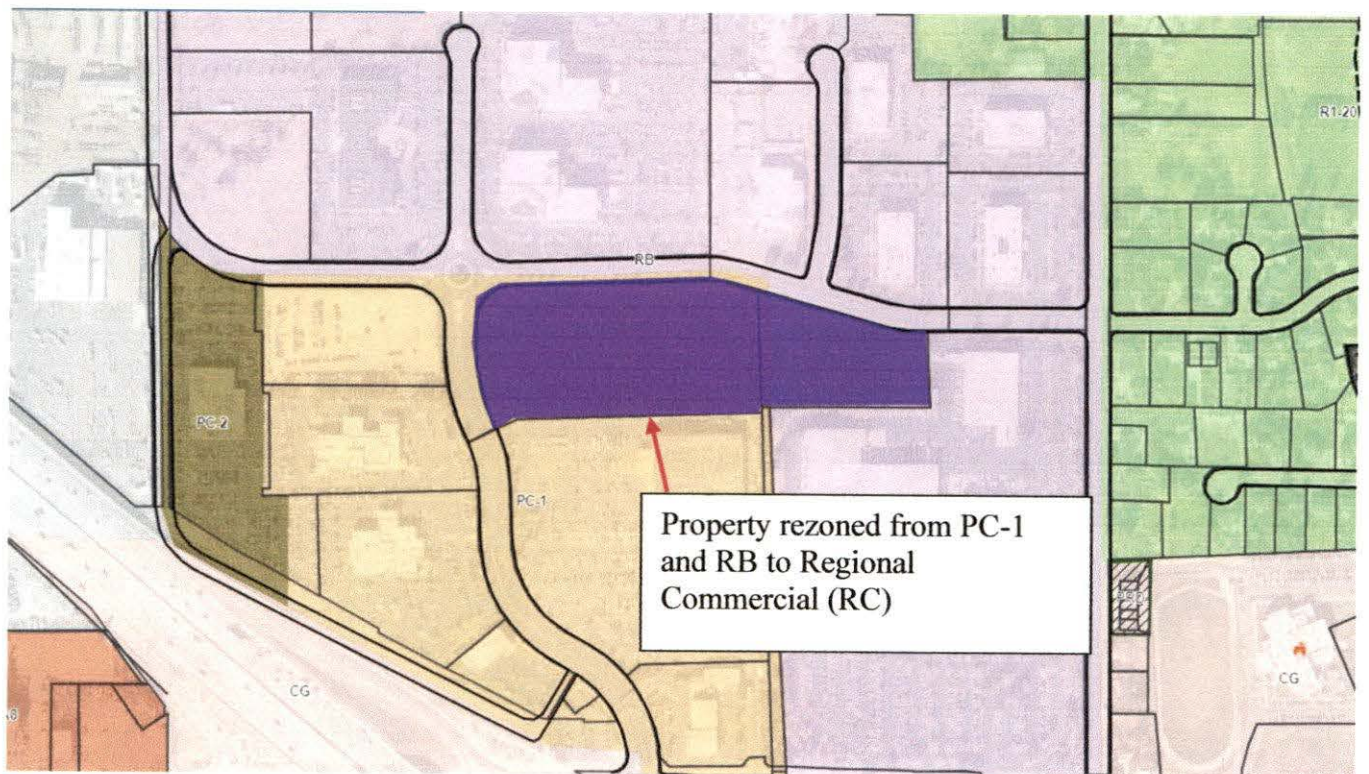 R1-20
RB
PC-2
PC-1
Property rezoned from PC-1
and RB to Regional
Commercial (RC)
CG
CG